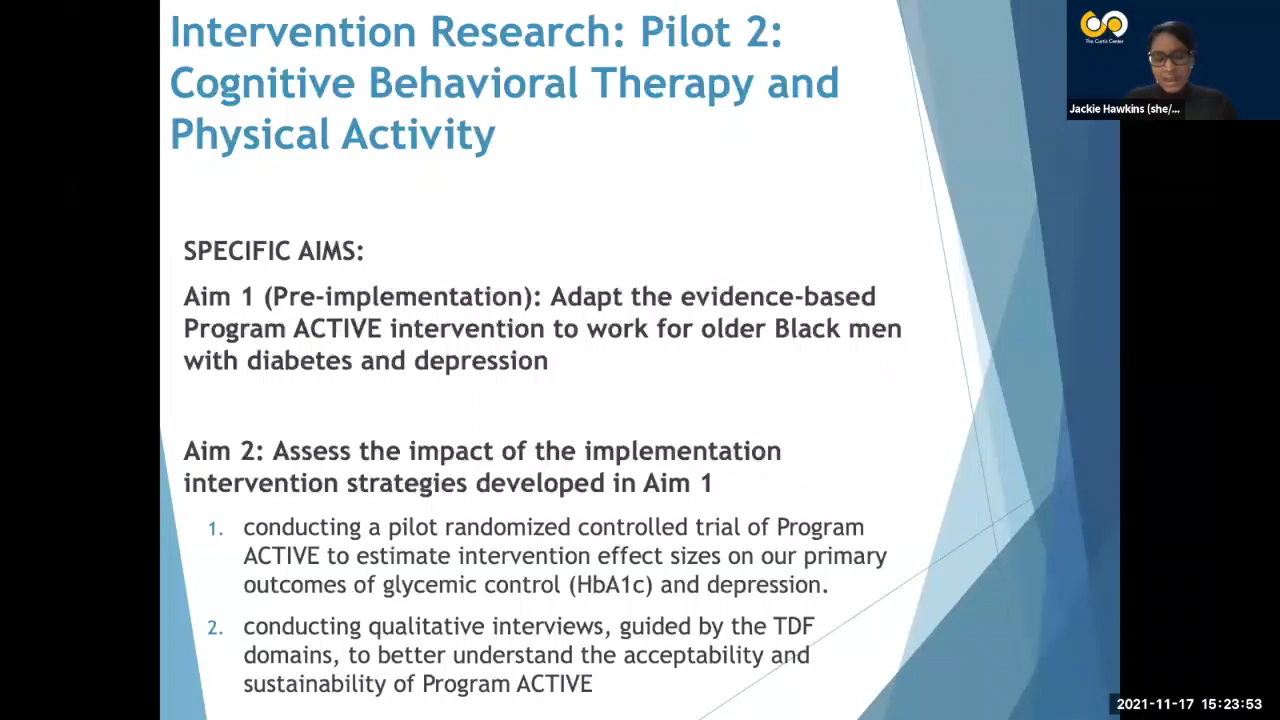 Intervention Research: Pilot 2:
Cognitive Behavioral Therapy and
Physical Activity
The Curtis Center
Jackie Hawkins (she/...
SPECIFIC AIMS:
Aim 1 (Pre-implementation): Adapt the evidence-based
Program ACTIVE intervention to work for older Black men
with diabetes and depression
Aim 2: Assess the impact of the implementation
intervention strategies developed in Aim 1
1. conducting a pilot randomized controlled trial of Program
ACTIVE to estimate intervention effect sizes on our primary
outcomes of glycemic control (HbA1c) and depression.
2. conducting qualitative interviews, guided by the TDF
domains, to better understand the acceptability and
sustainability of Program ACTIVE
2021-11-17 15:23:53